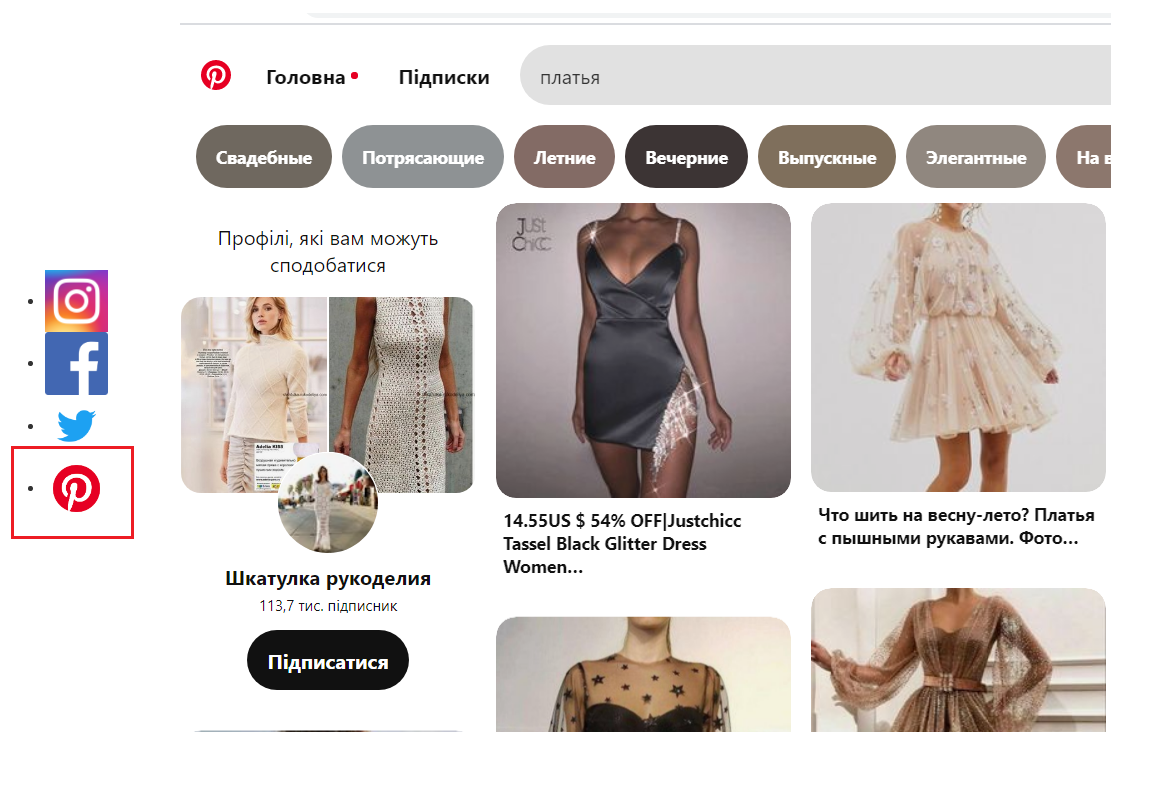 Головна
Підписки
платья
Свадебные
Потрясающие
Летние
Вечерние
Выпускные
Элегантные
На в
Профілі, які вам можуть
сподобатися
Just
Chicc
Adelia KISS
Шкатулка рукоделия
113,7 тис. підписник
Підписатися
14.55US $ 54% OFF|Justchicc
Tassel Black Glitter Dress
Women...
Что шить на весну-лето? Платья
с пышными рукавами. Фото...